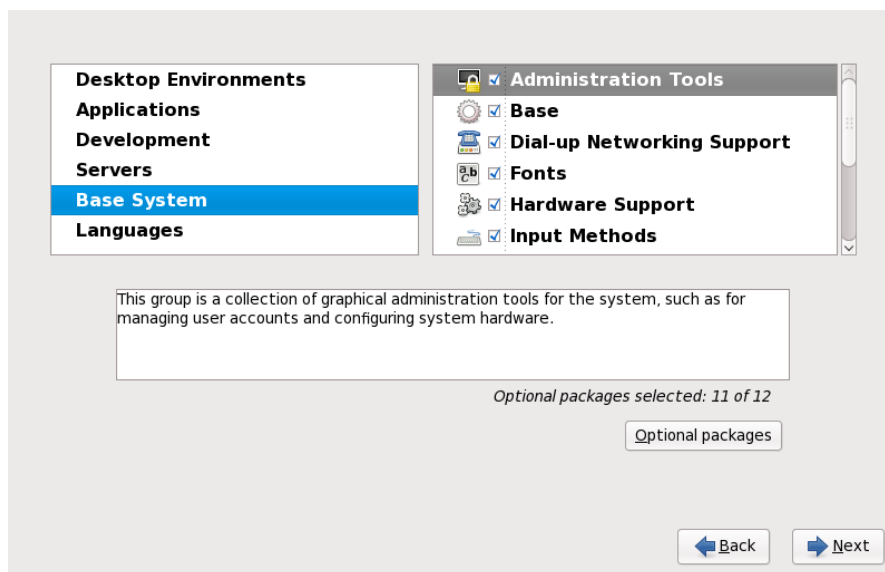 Desktop Environments
Applications
Development
Servers
Base System
Languages
Administration Tools
Base
Dial-up Networking Support
Fonts
Hardware Support
Input Methods
This group is a collection of graphical administration tools for the system, such as for
managing user accounts and configuring system hardware.
Optional packages selected: 11 of 12
Optional packages
Back
Next